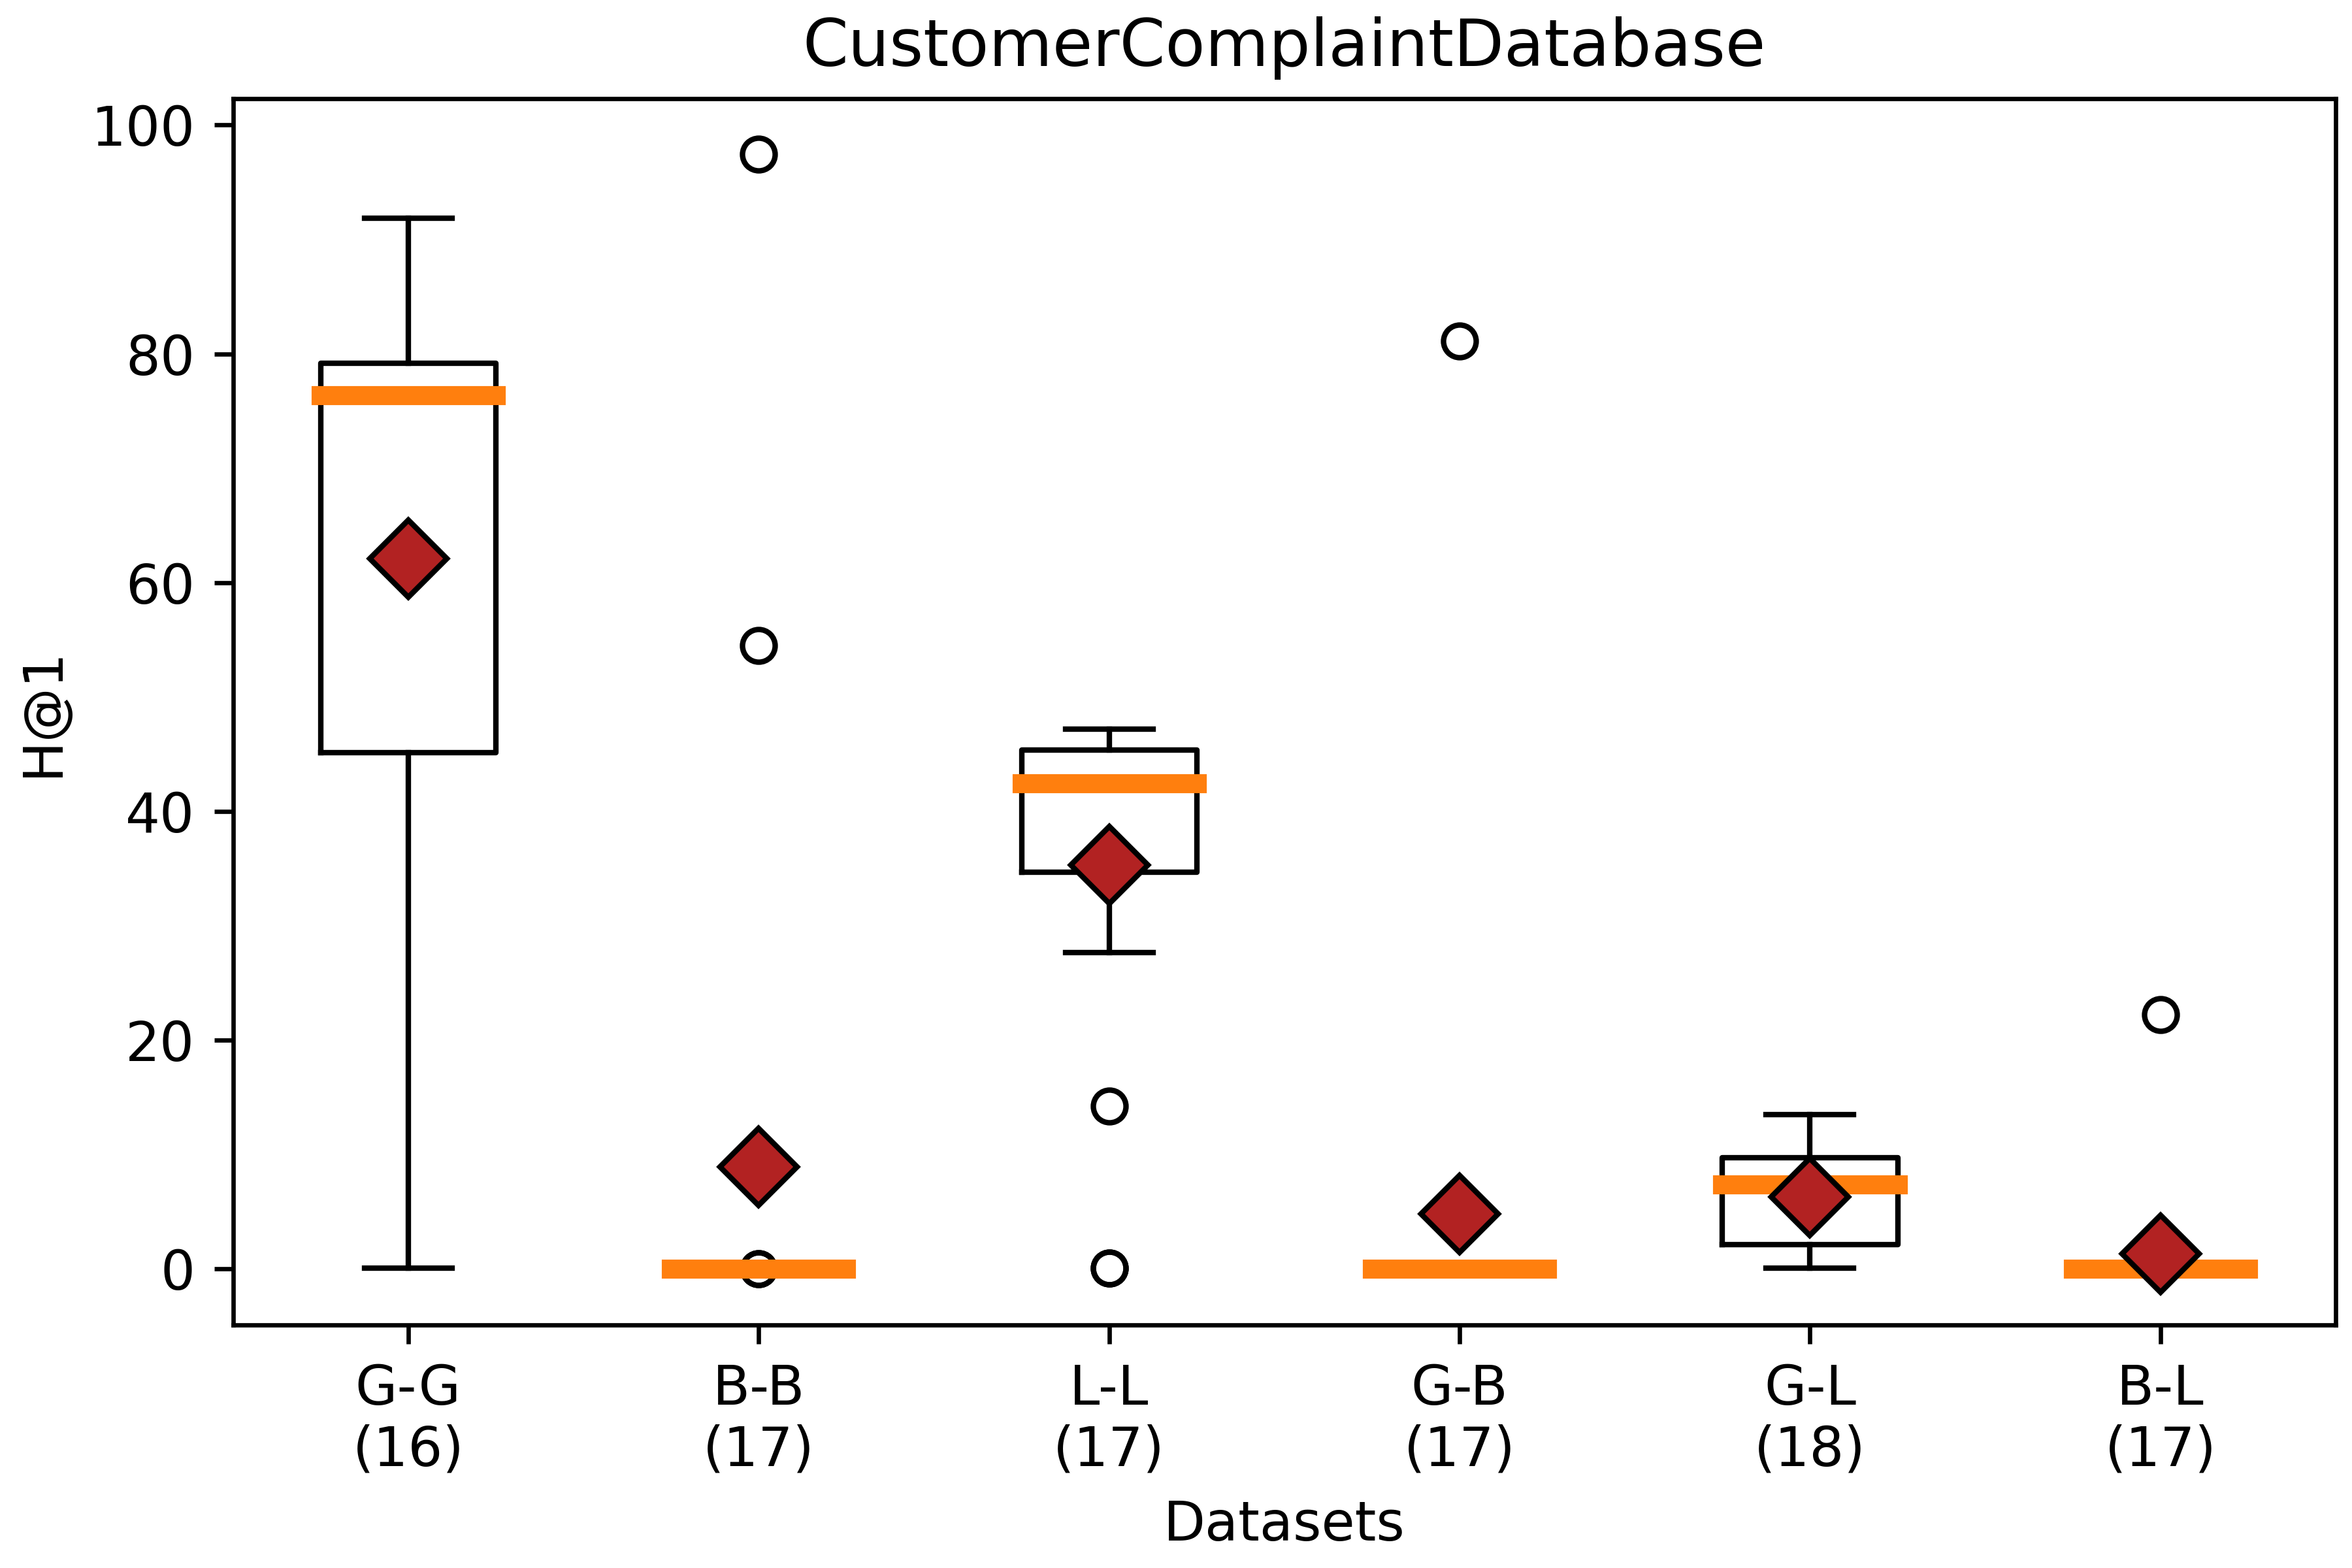 CustomerComplaintDatabase
100
80
60
40
20
0
H@1
G-G
(16)
B-B
(17)
L-L
(17)
G-B
(17)
G-L
(18)
B-L
(17)
Datasets